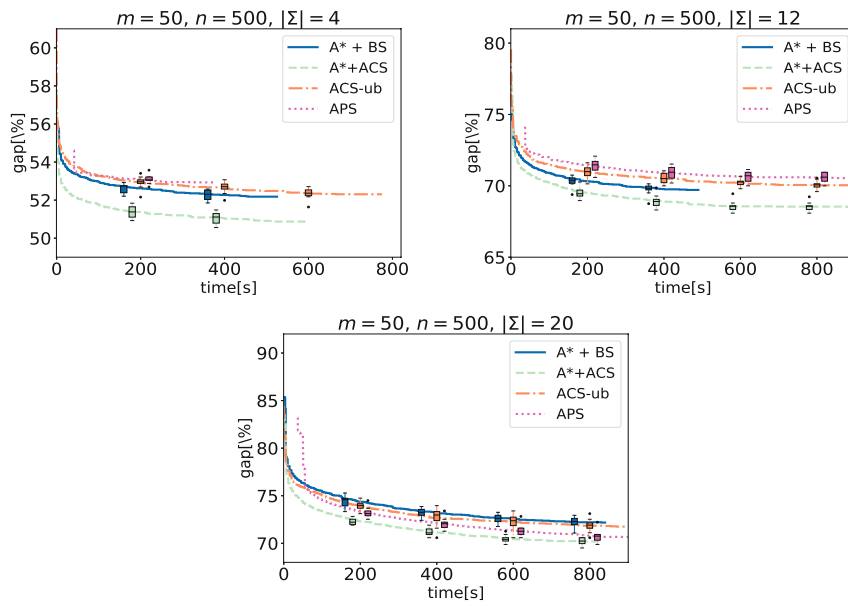 m = 50, n = 500, |Σ| = 4
gap[\%]
60
58
56
54
52
50
0 200 400 600 800
time[s]
A* + BS
A*+ACS
ACS-ub
APS
m = 50, n = 500, |Σ| = 12
gap[\%]
80
75
70
65
0 200 400 600 800
time[s]
A* + BS
A*+ACS
ACS-ub
APS
m = 50, n = 500, |Σ| = 20
gap[\%]
90
85
80
75
70
0 200 400 600 800
time[s]
A* + BS
A*+ACS
ACS-ub
APS